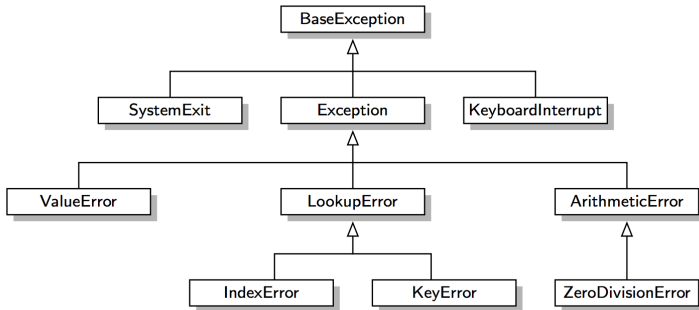 BaseException
SystemExit
Exception
KeyboardInterrupt
ValueError
LookupError
ArithmeticError
IndexError
KeyError
ZeroDivisionError